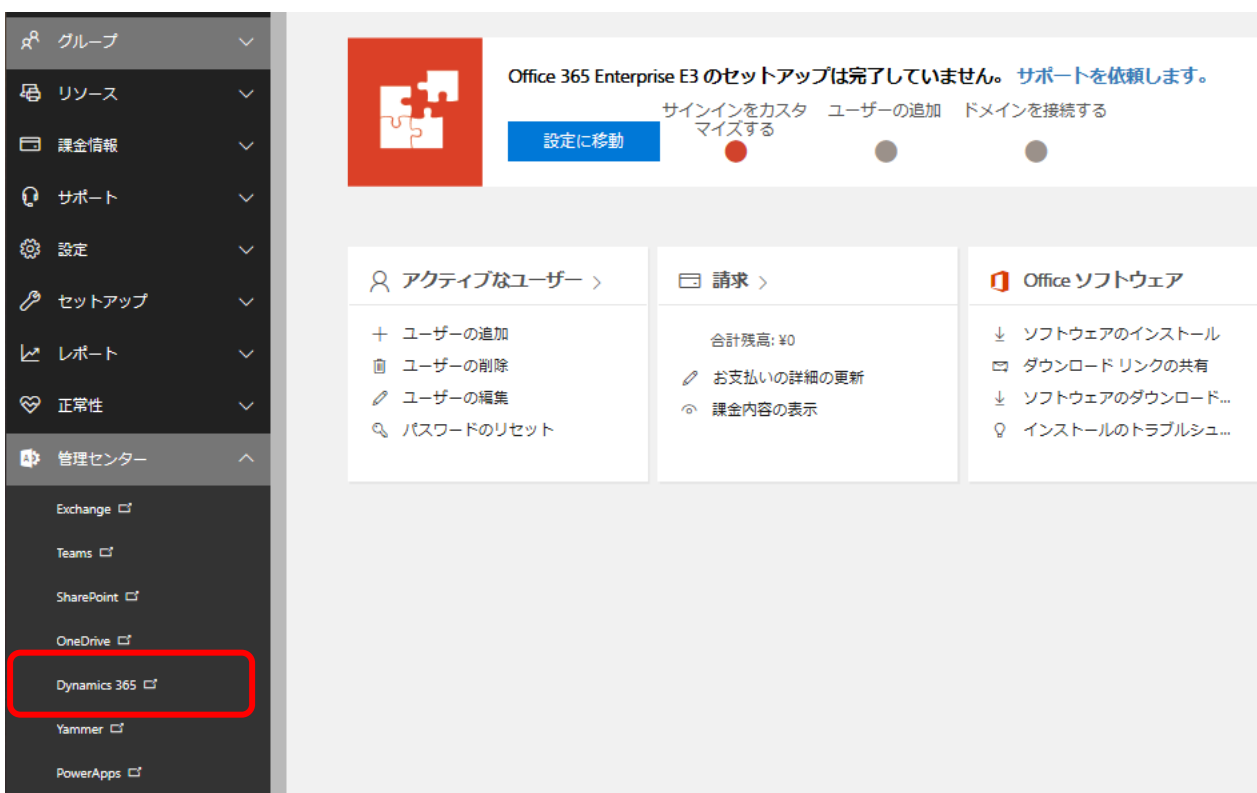 グループ
リソース
課金情報
サポート
設定
セットアップ
レポート
正常性
管理センター
Exchange
Teams
SharePoint
OneDrive
Dynamics 365
Yammer
PowerApps
Office 365 Enterprise E3 のセットアップは完了していません。 サポートを依頼します。
設定に移動
サインインをカスタ
マイズする
ユーザーの追加
ドメインを接続する
アクティブなユーザー
ユーザーの追加
ユーザーの削除
ユーザーの編集
パスワードのリセット
請求
合計残高: ¥0
お支払いの詳細の更新
課金内容の表示
Office ソフトウェア
ソフトウェアのインストール
ダウンロード リンクの共有
ソフトウェアのダウンロード...
インストールのトラブルシュ...